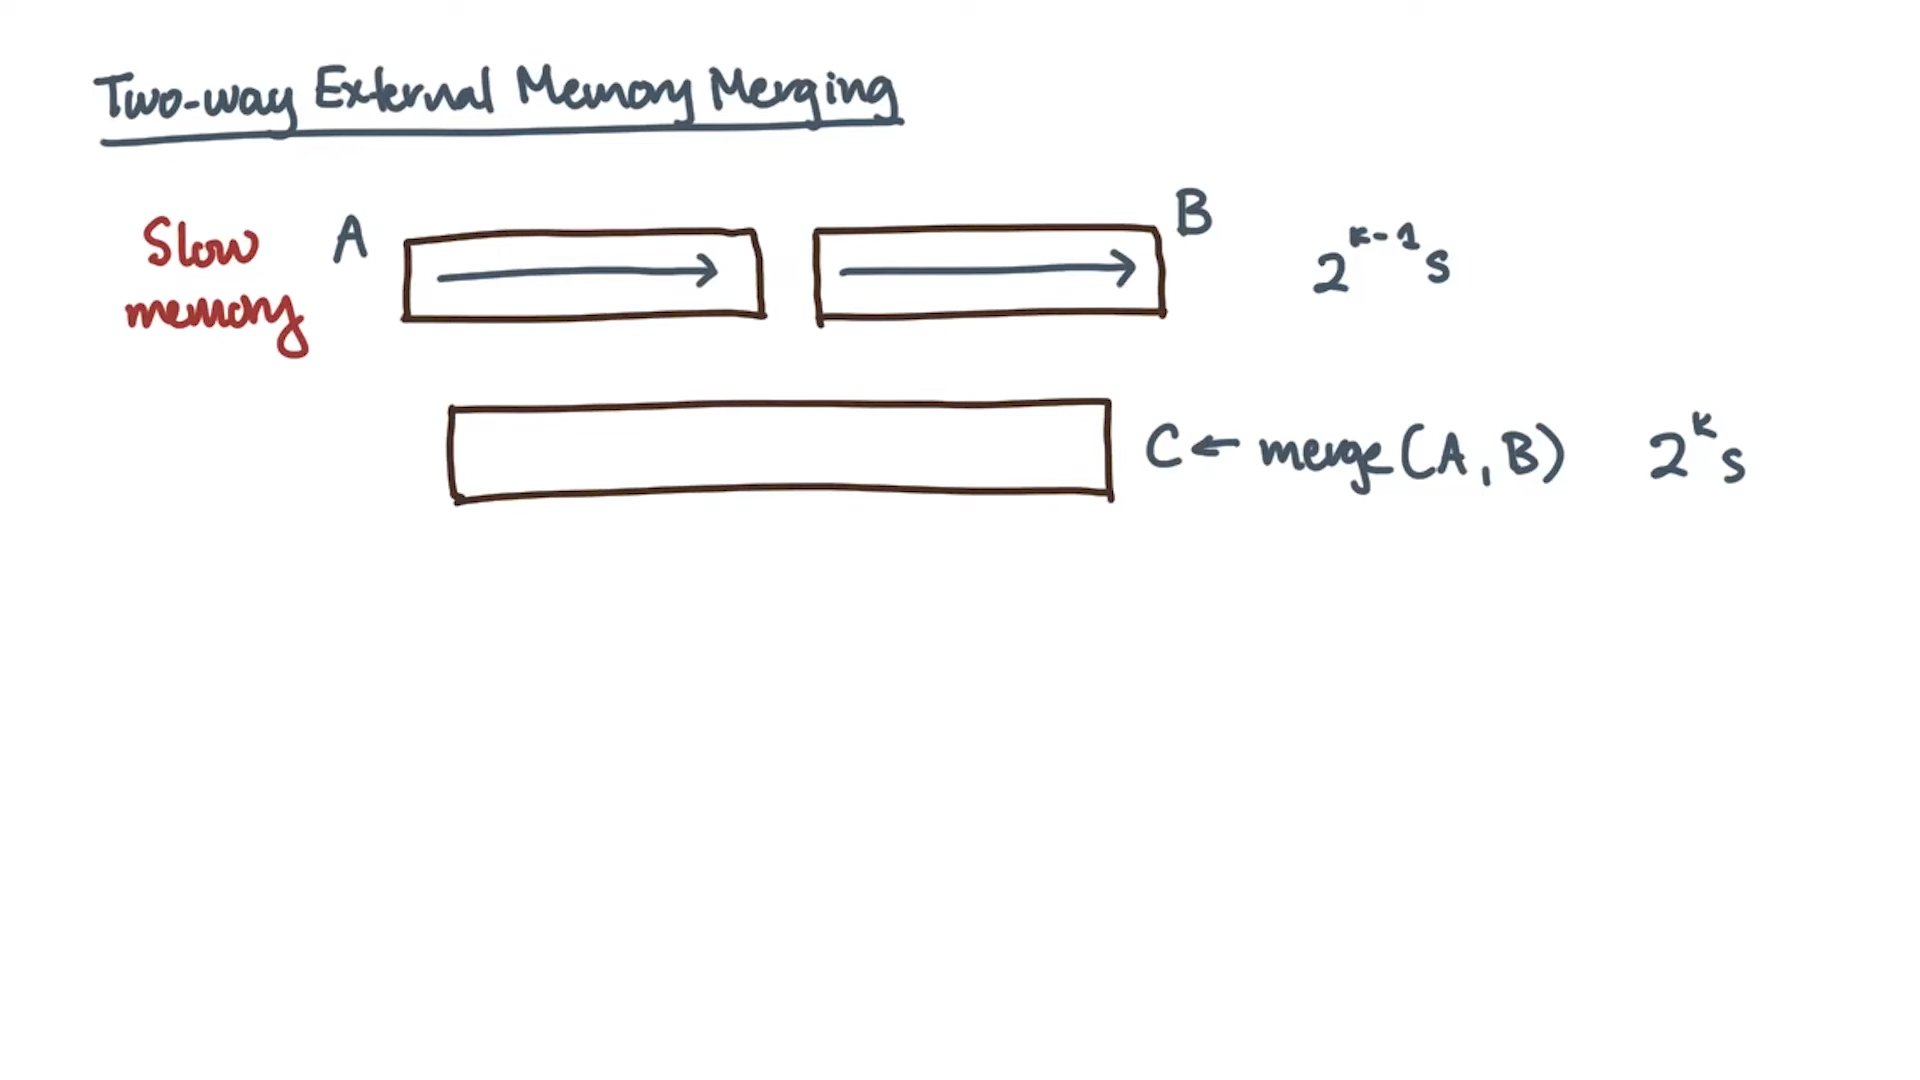 Two-way External Memory Merging
Slow
memory
A
B
2^{k-1} s
C ← merge (A, B)
2^k s